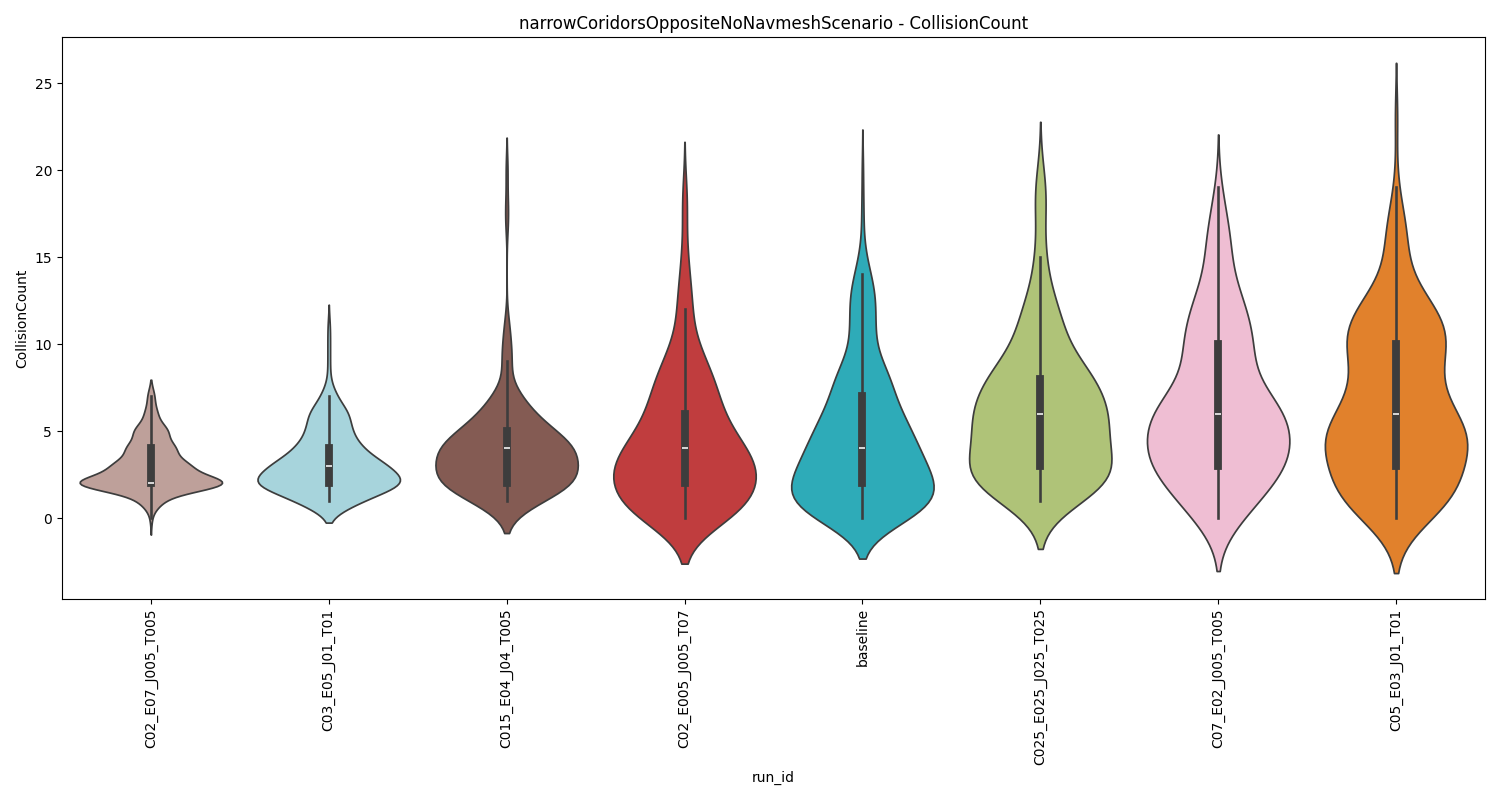 narrowCoridorsOppositeNoNavmeshScenario - CollisionCount
CollisionCount
25
20
15
10
5
0
C02_E07_J005_T005
C03_E05_J01_T01
C015_E04_J04_T005
C02_E005_J005_T07
baseline
C025_E025_J025_T025
C07_E02_J005_T005
C05_E03_J01_T01
run_id